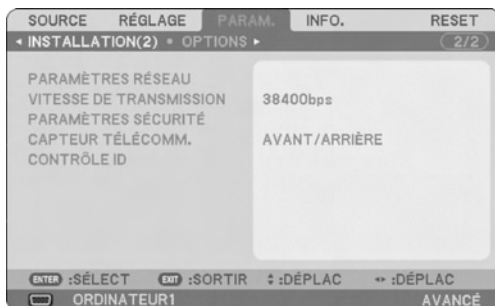 SOURCE RÉGLAGE PARAM. INFO. RESET
INSTALLATION(2) • OPTIONS 2/2
PARAMÈTRES RÉSEAU
VITESSE DE TRANSMISSION 38400bps
PARAMÈTRES SÉCURITÉ
CAPTEUR TÉLÉCOMM. AVANT/ARRIÈRE
CONTRÔLE ID
ENTER :SÉLECT EXIT :SORTIR :DÉPLAC :DÉPLAC
ORDINATEUR1 AVANCÉ